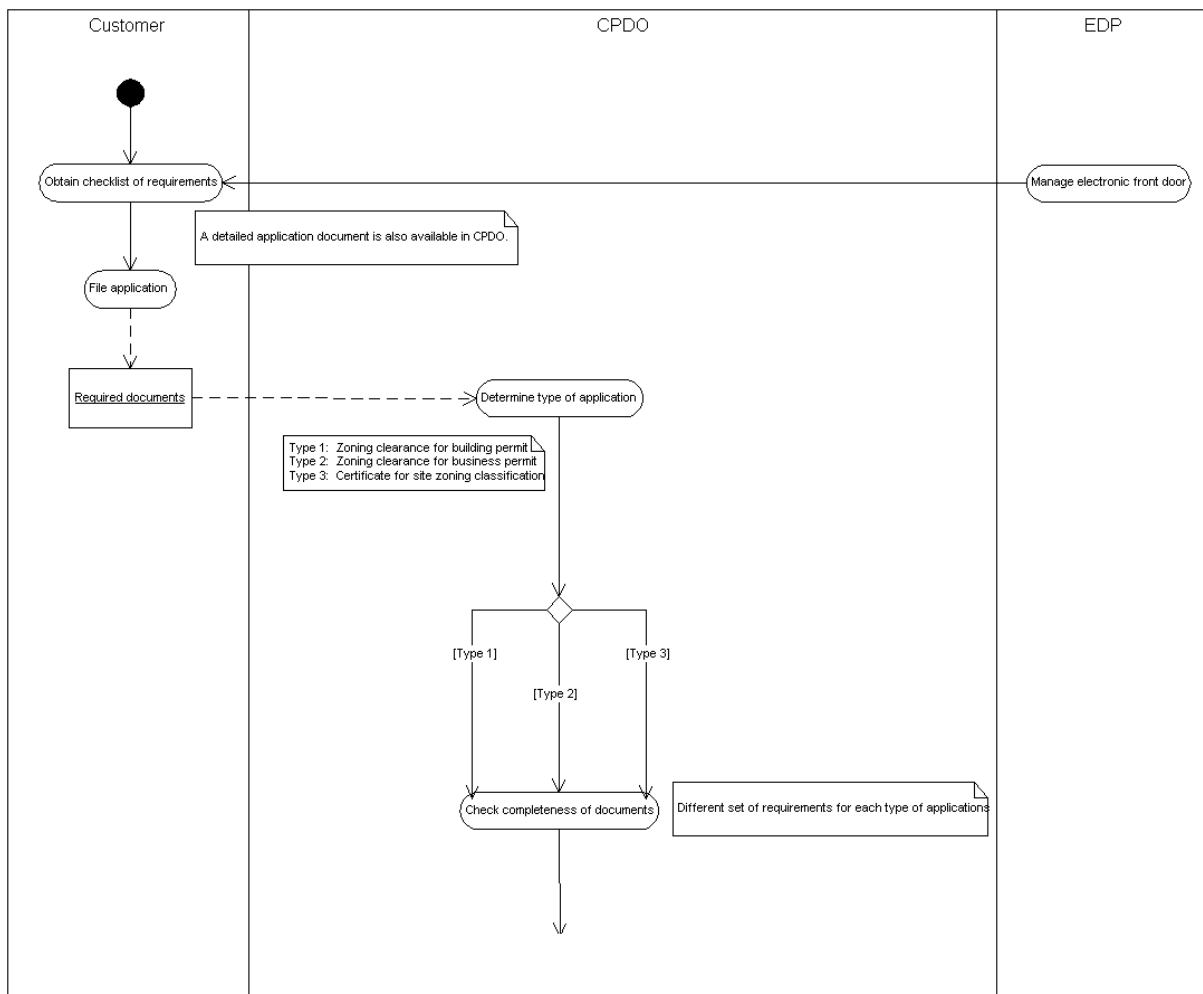 Customer
CPDO
EDP
Obtain checklist of requirements
Manage electronic front door
A detailed application document is also available in CPDO.
File application
Required documents
Determine type of application
Type 1:  Zoning clearance for building permit
Type 2:  Zoning clearance for business permit
Type 3:  Certificate for site zoning classification
[Type 1]
[Type 3]
[Type 2]
Check completeness of documents
Different set of requirements for each type of applications